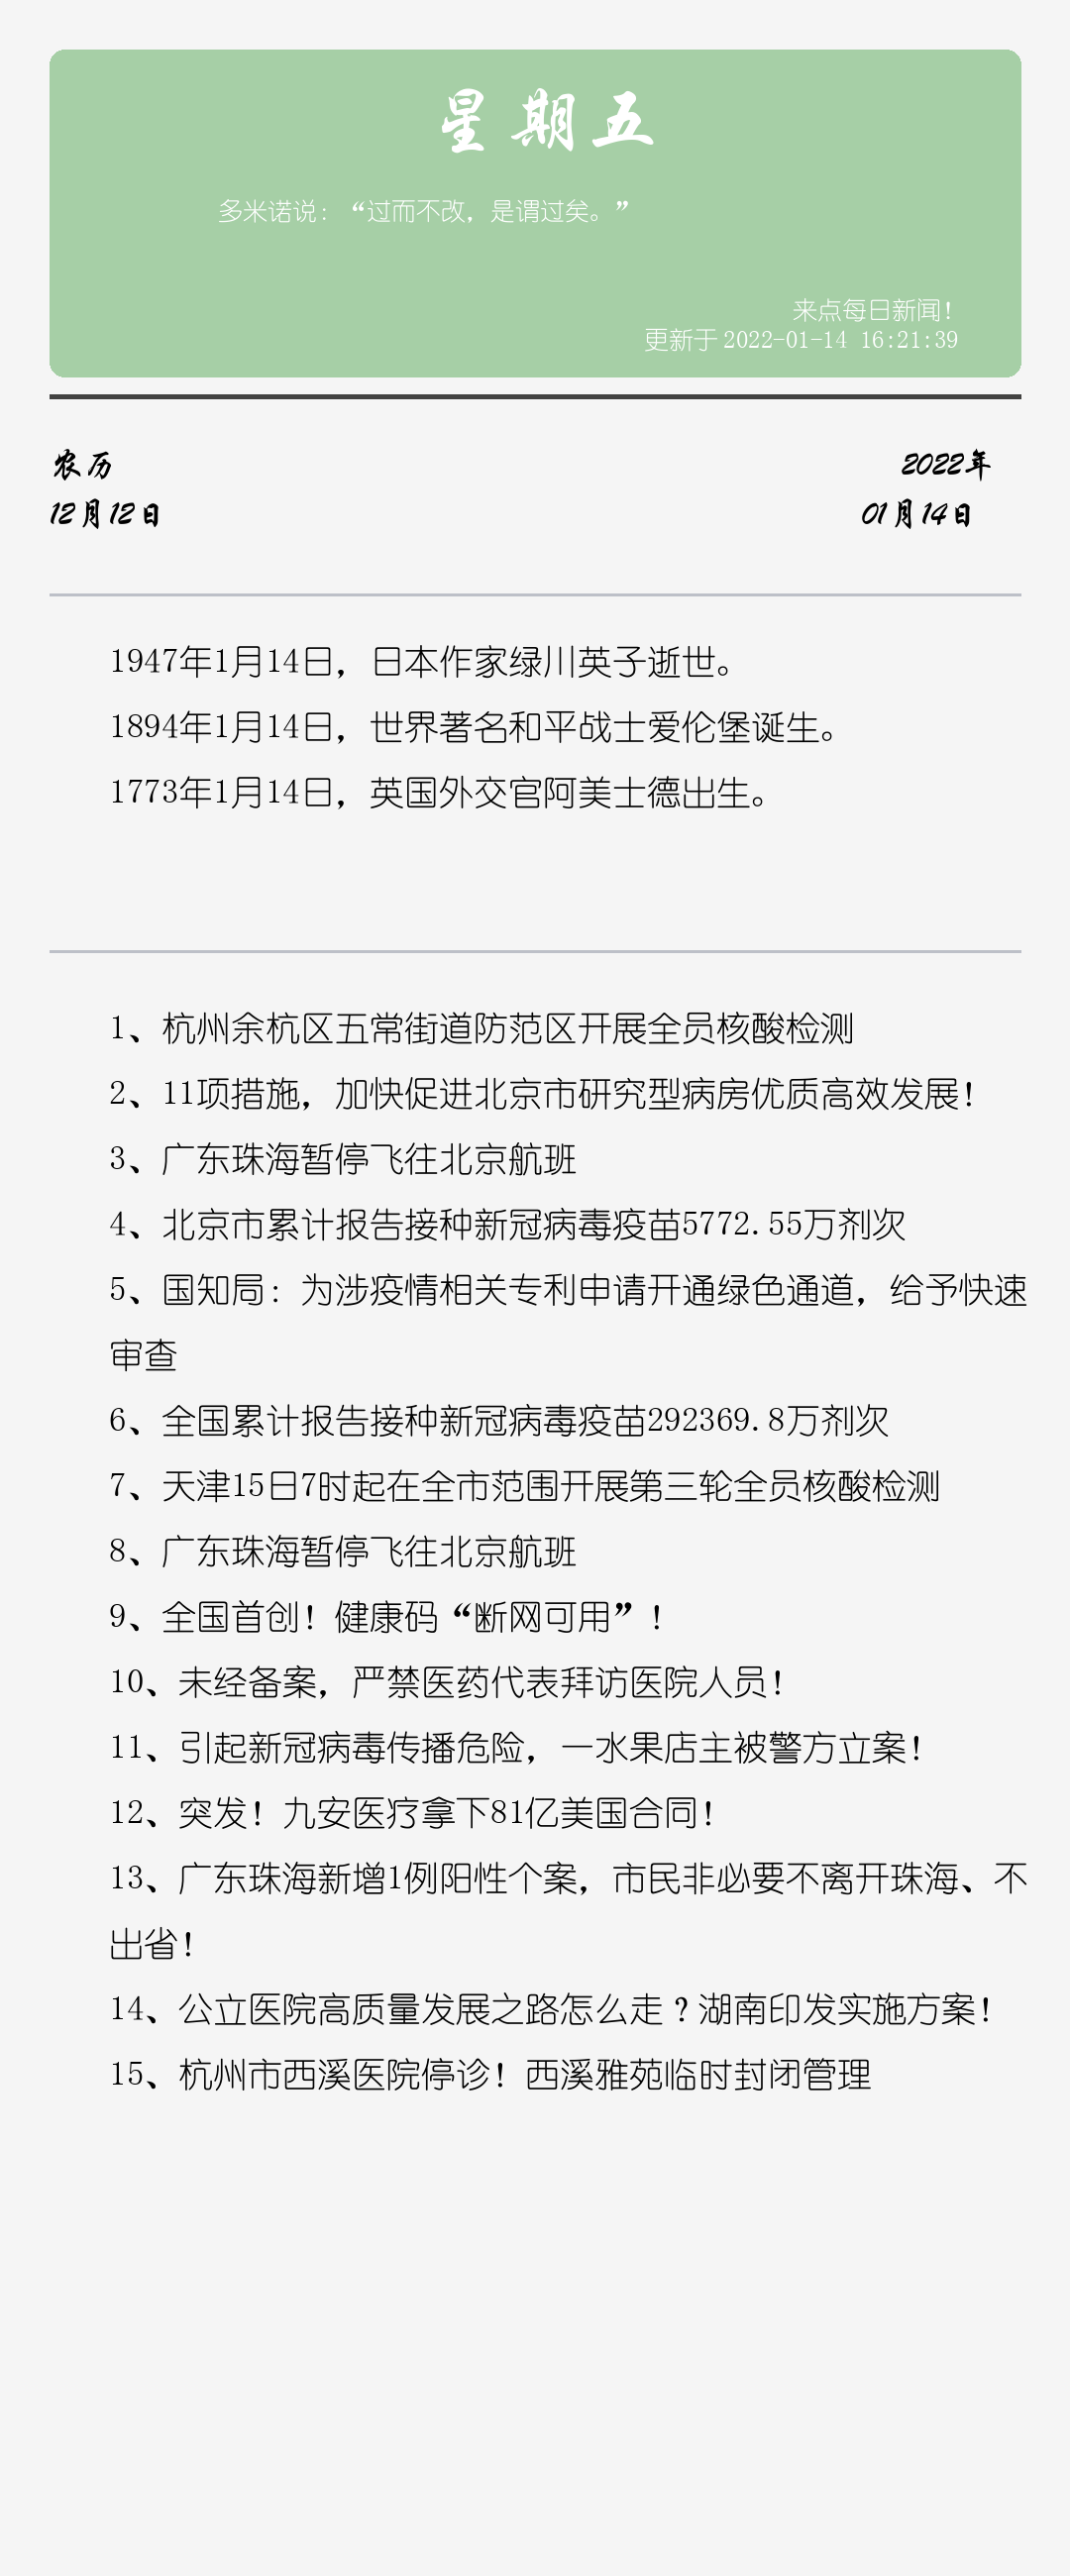 星期五
多米诺说：“过而不改，是谓过矣。”
来点每日新闻！
更新于 2022-01-14 16:21:39
农历
2022年
12月12日
01月14日
1947年1月14日，日本作家绿川英子逝世。
1894年1月14日，世界著名和平战士爱伦堡诞生。
1773年1月14日，英国外交官阿美士德出生。
1、杭州余杭区五常街道防范区开展全员核酸检测
2、11项措施，加快促进北京市研究型病房优质高效发展！
3、广东珠海暂停飞往北京航班
4、北京市累计报告接种新冠病毒疫苗5772.55万剂次
5、国知局：为涉疫情相关专利申请开通绿色通道，给予快速
审查
6、全国累计报告接种新冠病毒疫苗292369.8万剂次
7、天津15日7时起在全市范围开展第三轮全员核酸检测
8、广东珠海暂停飞往北京航班
9、全国首创！健康码“断网可用”！
10、未经备案，严禁医药代表拜访医院人员！
11、引起新冠病毒传播危险，一水果店主被警方立案！
12、突发！九安医疗拿下81亿美国合同！
13、广东珠海新增1例阳性个案，市民非必要不离开珠海、不
出省！
14、公立医院高质量发展之路怎么走？湖南印发实施方案！
15、杭州市西溪医院停诊！西溪雅苑临时封闭管理